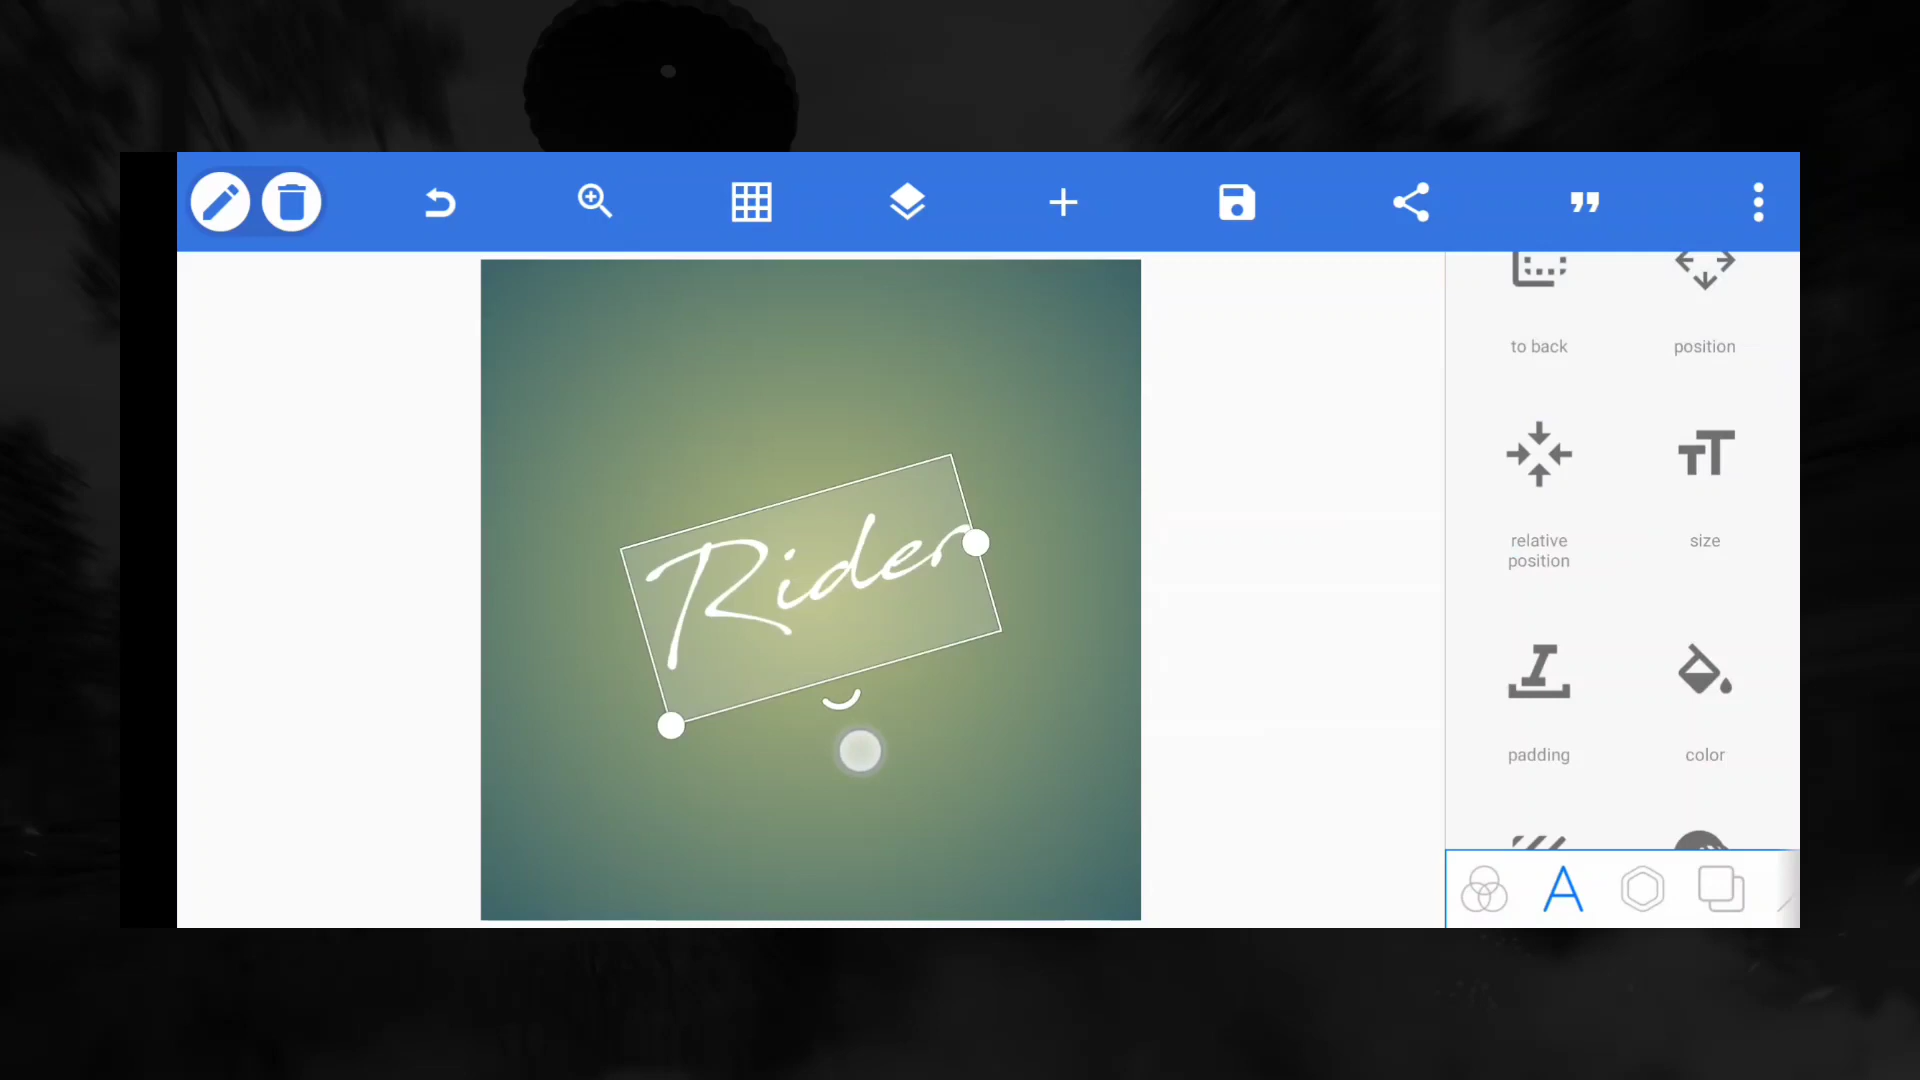 to back
position
Rider
relative
position
size
padding
color